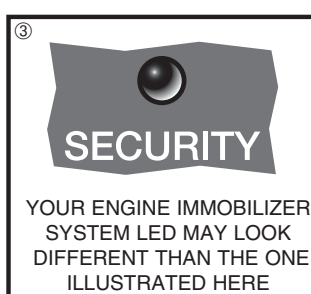 ③
SECURITY
YOUR ENGINE IMMOBILIZER
SYSTEM LED MAY LOOK
DIFFERENT THAN THE ONE
ILLUSTRATED HERE